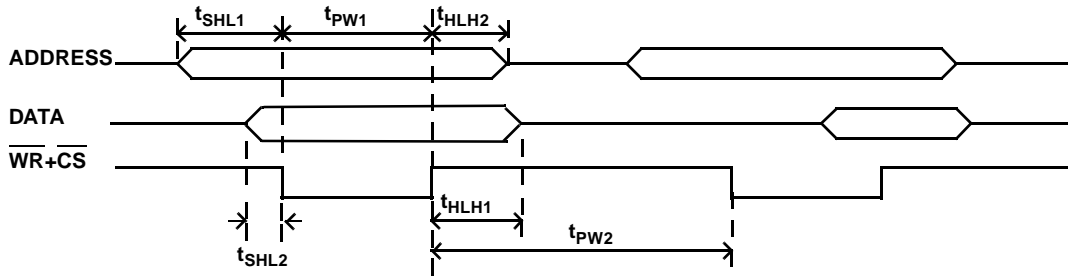 tSHL1 tPW1 tHLH2
ADDRESS
DATA
WR+CS
tHLH1
tPW2
tSHL2